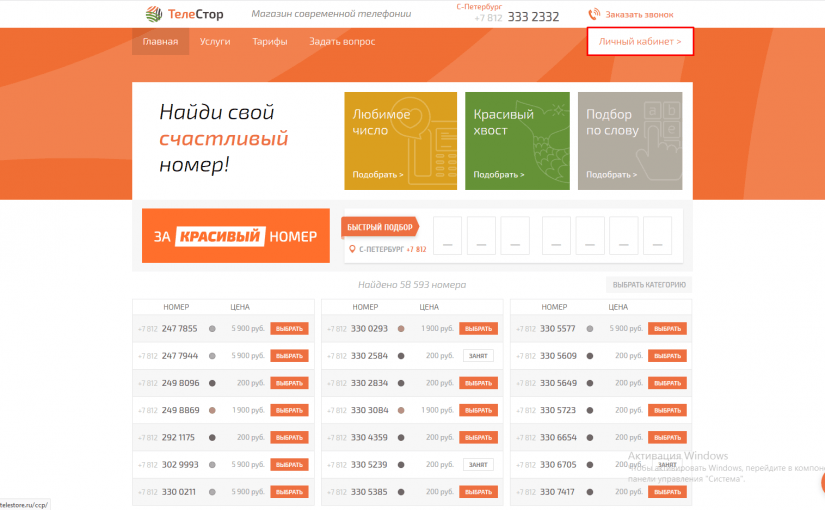 ТелеСтор
Магазин современной телефонии
С-Петербург
+7 812 333 2332
Заказать звонок
Главная Услуги Тарифы Задать вопрос
Личный кабинет >
Найди свой
счастливый
номер!
Любимое
число
Подобрать >
Красивый
хвост
Подобрать >
Подбор
по слову
Подобрать >
ЗА КРАСИВЫЙ НОМЕР
БЫСТРЫЙ ПОДБОР
С-ПЕТЕРБУРГ +7 812
Найдено 58 593 номера
ВЫБРАТЬ КАТЕГОРИЮ
НОМЕР ЦЕНА
+7 812 247 7855 5 900 руб. ВЫБРАТЬ
+7 812 247 7944 5 900 руб. ВЫБРАТЬ
+7 812 249 8096 200 руб. ВЫБРАТЬ
+7 812 249 8869 1 900 руб. ВЫБРАТЬ
+7 812 292 1175 200 руб. ВЫБРАТЬ
+7 812 302 9993 5 900 руб. ВЫБРАТЬ
+7 812 330 0211 5 900 руб. ВЫБРАТЬ
НОМЕР ЦЕНА
+7 812 330 0293 1 900 руб. ВЫБРАТЬ
+7 812 330 2584 200 руб. ЗАНЯТ
+7 812 330 2834 200 руб. ВЫБРАТЬ
+7 812 330 3084 1 900 руб. ВЫБРАТЬ
+7 812 330 4359 200 руб. ВЫБРАТЬ
+7 812 330 5239 200 руб. ЗАНЯТ
+7 812 330 5385 200 руб. ВЫБРАТЬ
НОМЕР ЦЕНА
+7 812 330 5577 5 900 руб. ВЫБРАТЬ
+7 812 330 5609 200 руб. ВЫБРАТЬ
+7 812 330 5649 200 руб. ВЫБРАТЬ
+7 812 330 5723 200 руб. ВЫБРАТЬ
+7 812 330 6654 200 руб. ВЫБРАТЬ
+7 812 330 6705 200 руб. ЗАНЯТ
+7 812 330 7417 200 руб. ВЫБРАТЬ
Активация Windows
Чтобы активировать Windows, перейдите в компон
панели управления "Система".
telestore.ru/ccp/